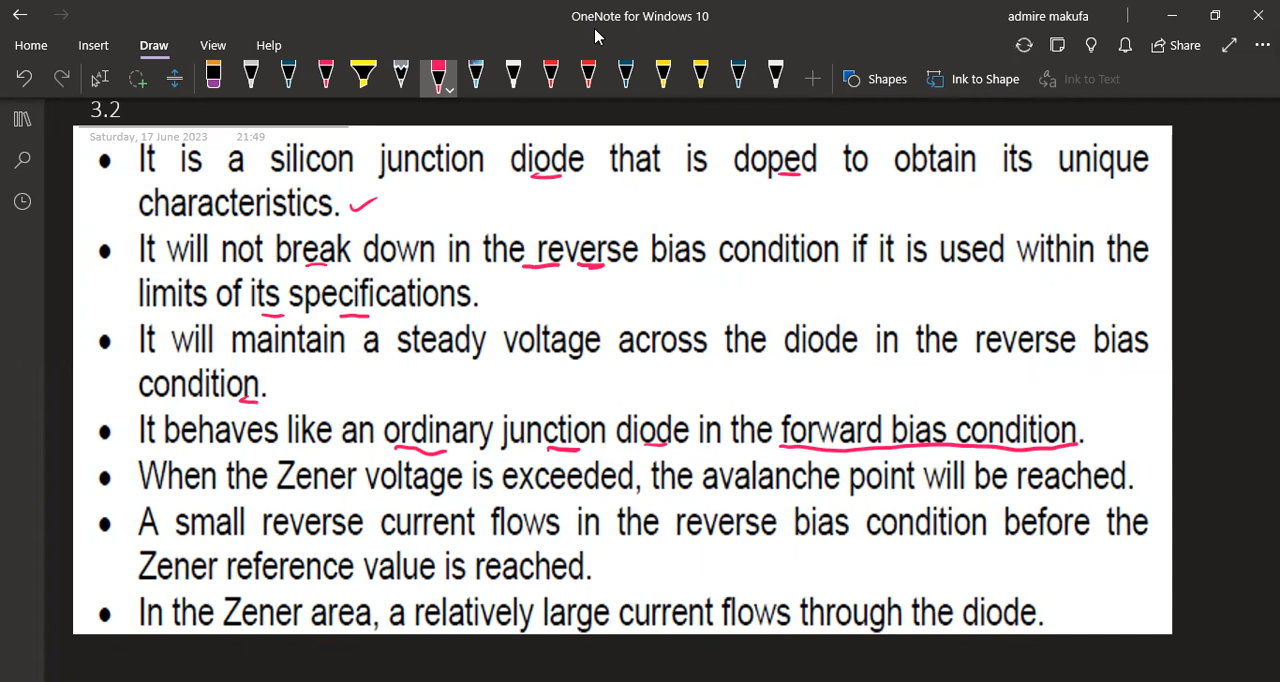 OneNote for Windows 10
admire makufa
Home Insert Draw View Help
Share
Shapes
Ink to Shape
Ink to Text
3.2
Saturday, 17 June 2023 21:49
• It is a silicon junction diode that is doped to obtain its unique
characteristics.
• It will not break down in the reverse bias condition if it is used within the
limits of its specifications.
• It will maintain a steady voltage across the diode in the reverse bias
condition.
• It behaves like an ordinary junction diode in the forward bias condition.
• When the Zener voltage is exceeded, the avalanche point will be reached.
• A small reverse current flows in the reverse bias condition before the
Zener reference value is reached.
• In the Zener area, a relatively large current flows through the diode.